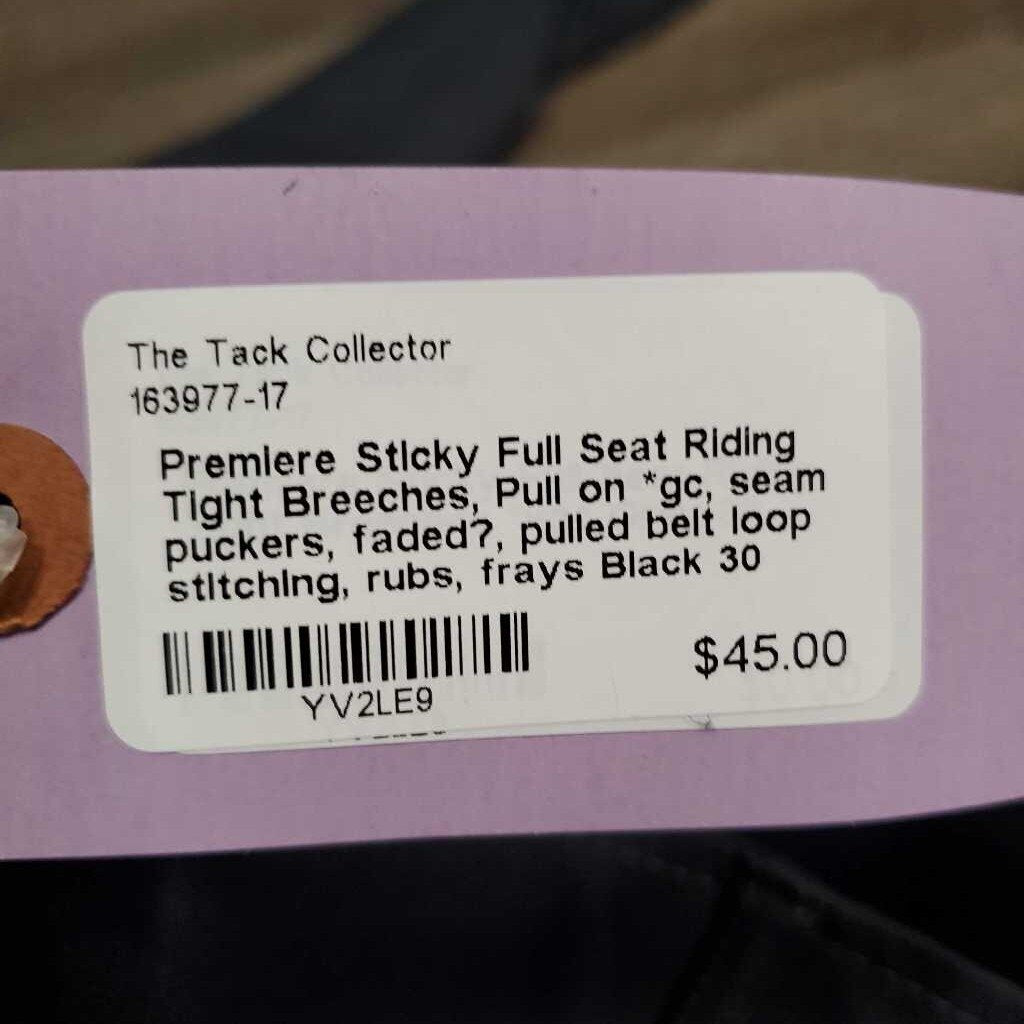 The Tack Collector
163977-17
Premiere Sticky Full Seat Riding
Tight Breeches, Pull on *gc, seam
puckers, faded?, pulled belt loop
stitching, rubs, frays Black 30
YV2LE9
$45.00